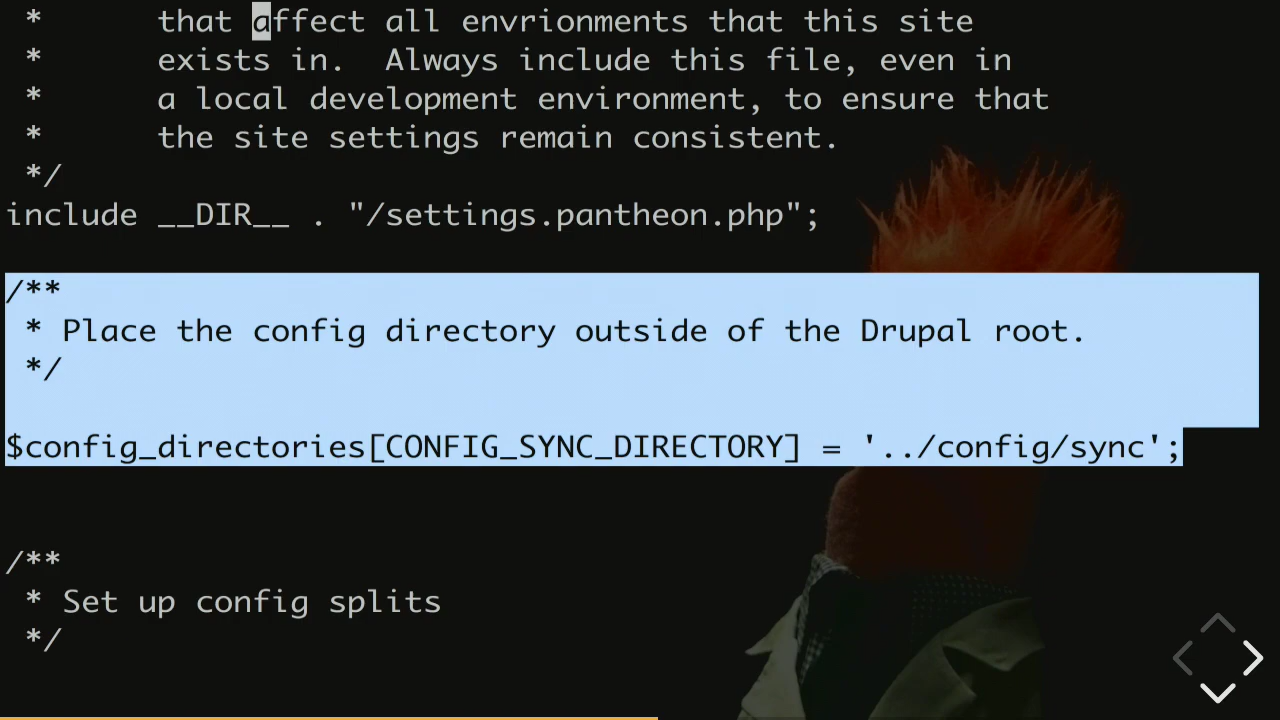 * that affect all envrionments that this site
* exists in. Always include this file, even in
* a local development environment, to ensure that
* the site settings remain consistent.
*/
include __DIR__ . "/settings.pantheon.php";
/**
* Place the config directory outside of the Drupal root.
*/
$config_directories[CONFIG_SYNC_DIRECTORY] = '../config/sync';
/**
* Set up config splits
*/